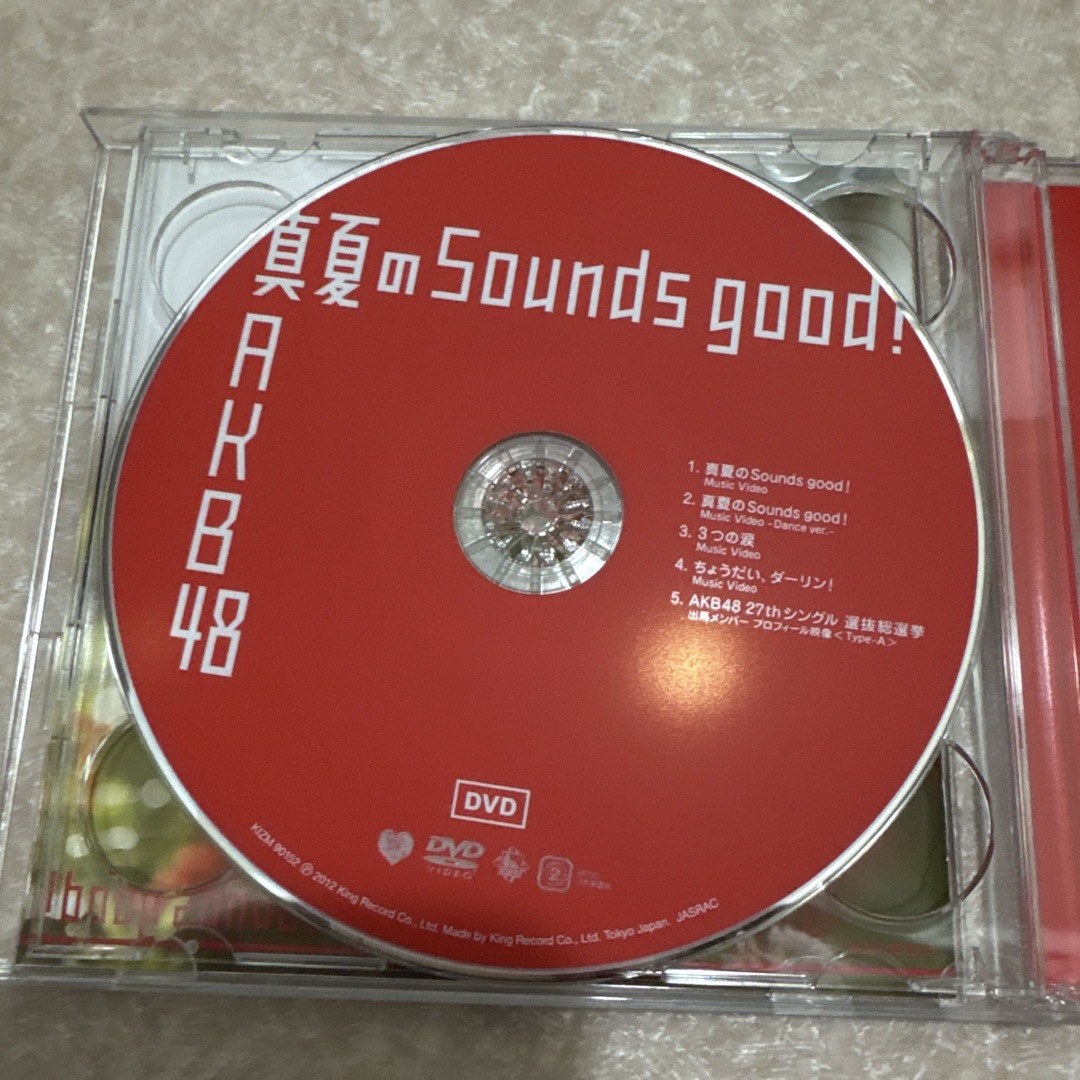 真夏のSounds good!
AKB48
1. 真夏のSounds good!
Music Video
2. 真夏のSounds good!
Music Video -Dance ver.-
3. 3つの涙
Music Video
4. ちょうだい、ダーリン!
Music Video
5. AKB48 27thシングル 選抜総選挙
出馬メンバー プロフィール映像<Type-A>
DVD
DVD
VIDEO
2
KIZM 90152 ℗ 2012 King Record Co., Ltd. Made by King Record Co., Ltd. Tokyo Japan. JASRAC